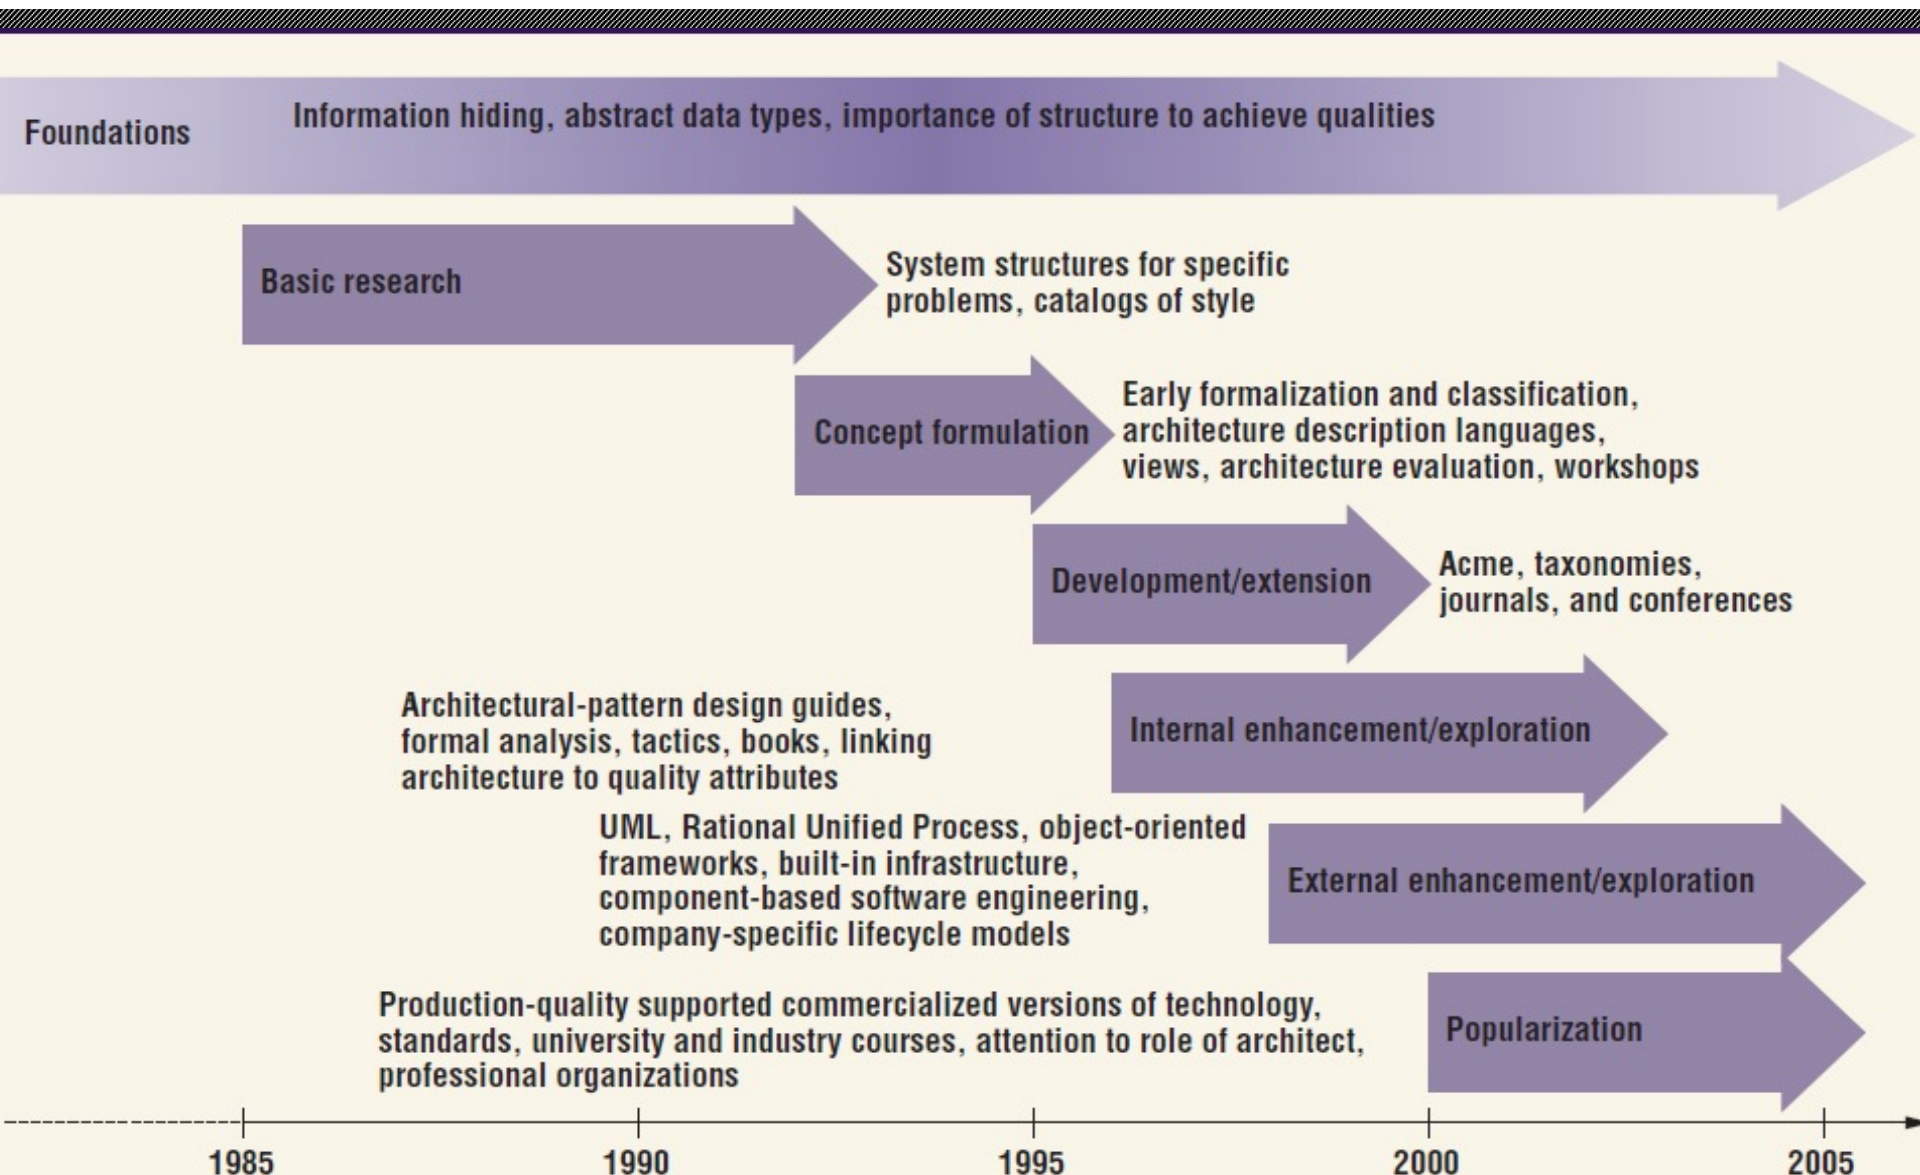 Foundations
Information hiding, abstract data types, importance of structure to achieve qualities
Basic research
System structures for specific
problems, catalogs of style
Concept formulation
Early formalization and classification,
architecture description languages,
views, architecture evaluation, workshops
Development/extension
Acme, taxonomies,
journals, and conferences
Architectural-pattern design guides,
formal analysis, tactics, books, linking
architecture to quality attributes
Internal enhancement/exploration
UML, Rational Unified Process, object-oriented
frameworks, built-in infrastructure,
component-based software engineering,
company-specific lifecycle models
External enhancement/exploration
Production-quality supported commercialized versions of technology,
standards, university and industry courses, attention to role of architect,
professional organizations
Popularization
1985 1990 1995 2000 2005